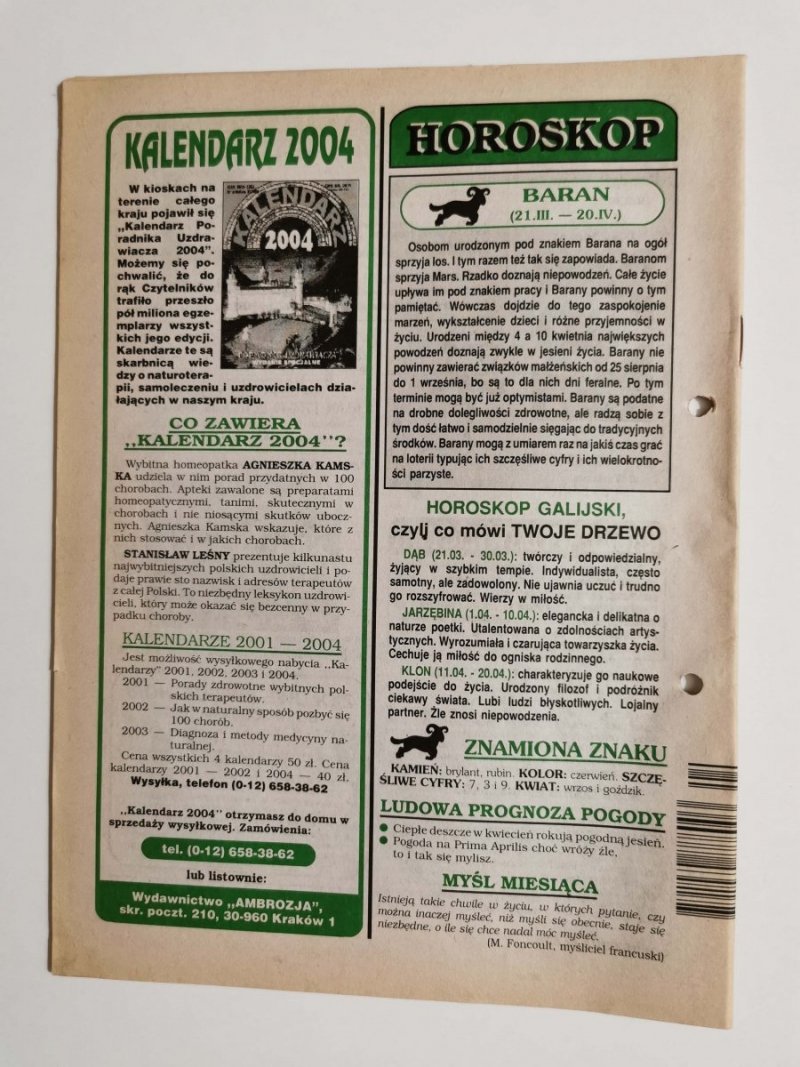 KALENDARZ 2004
W kioskach na
terenie całego
kraju pojawił się
„Kalendarz Po-
radnika Uzdra-
wiacza 2004”.
Możemy się po-
chwalić, że do
rąk Czytelników
trafiło przeszło
pół miliona egze-
mplarzy wszyst-
kich jego edycji.
Kalendarze te są
skarbnicą wie-
dzy o naturotera-
pii, samoleczeniu i uzdrowicielach dzia-
łających w naszym kraju.
KALENDARZ
2004
WYDANIE SPECJALNE
CO ZAWIERA
„KALENDARZ 2004”?
Wybitna homeopatka AGNIESZKA KAMS-
KA udziela w nim porad przydatnych w 100
chorobach. Apteki zawalone są preparatami
homeopatycznymi, tanimi, skutecznymi w
chorobach i nie niosącymi skutków ubocz-
nych. Agnieszka Kamska wskazuje, które z
nich stosować i w jakich chorobach.
STANISŁAW LEŚNY prezentuje kilkunastu
najwybitniejszych polskich uzdrowicieli i po-
daje prawie sto nazwisk i adresów terapeutów
z całej Polski. To niezbędny leksykon uzdrowi-
cieli, który może okazać się bezcenny w przy-
padku choroby.
KALENDARZE 2001 — 2004
Jest możliwość wysyłkowego nabycia „Ka-
lendarzy” 2001, 2002, 2003 i 2004.
2001 — Porady zdrowotne wybitnych pol-
skich terapeutów.
2002 — Jak w naturalny sposób pozbyć się
100 chorób.
2003 — Diagnoza i metody medycyny na-
turalnej.
Cena wszystkich 4 kalendarzy 50 zł. Cena
kalendarzy 2001 — 2002 i 2004 — 40 zł.
Wysyłka, telefon (0-12) 658-38-62
„Kalendarz 2004” otrzymasz do domu w
sprzedaży wysyłkowej. Zamówienia:
tel. (0-12) 658-38-62
lub listownie:
Wydawnictwo „AMBROZJA”,
skr. poczt. 210, 30-960 Kraków 1
HOROSKOP
BARAN
(21.III. — 20.IV.)
Osobom urodzonym pod znakiem Barana na ogół
sprzyja los. I tym razem też tak się zapowiada. Baranom
sprzyja Mars. Rzadko doznają niepowodzeń. Całe życie
upływa im pod znakiem pracy i Barany powinny o tym
pamiętać. Wówczas dojdzie do tego zaspokojenie
marzeń, wykształcenie dzieci i różne przyjemności w
życiu. Urodzeni między 4 a 10 kwietnia największych
powodzeń doznają zwykle w jesieni życia. Barany nie
powinny zawierać związków małżeńskich od 25 sierpnia
do 1 września, bo są to dla nich dni feralne. Po tym
terminie mogą być już optymistami. Barany są podatne
na drobne dolegliwości zdrowotne, ale radzą sobie z
tym dość łatwo i samodzielnie sięgając do tradycyjnych
środków. Barany mogą z umiarem raz na jakiś czas grać
na loterii typując ich szczęśliwe cyfry i ich wielokrotno-
ści parzyste.
HOROSKOP GALIJSKI,
czylj co mówi TWOJE DRZEWO
DĄB (21.03. - 30.03.): twórczy i odpowiedzialny,
żyjący w szybkim tempie. Indywidualista, często
samotny, ale zadowolony. Nie ujawnia uczuć i trudno
go rozszyfrować. Wierzy w miłość.
JARZĘBINA (1.04. - 10.04.): elegancka i delikatna o
naturze poetki. Utalentowana o zdolnościach artys-
tycznych. Wyrozumiała i czarująca towarzyszka życia.
Cechuje ją miłość do ogniska rodzinnego.
KLON (11.04. - 20.04.): charakteryzuje go naukowe
podejście do życia. Urodzony filozof i podróżnik
ciekawy świata. Lubi ludzi błyskotliwych. Lojalny
partner. Źle znosi niepowodzenia.
ZNAMIONA ZNAKU
KAMIEŃ: brylant, rubin. KOLOR: czerwień. SZCZĘ-
ŚLIWE CYFRY: 7, 3 i 9. KWIAT: wrzos i goździk.
LUDOWA PROGNOZA POGODY
● Ciepłe deszcze w kwiecień rokują pogodną jesień.
● Pogoda na Prima Aprilis choć wróży źle,
to i tak się mylisz.
MYŚL MIESIĄCA
Istnieją takie chwile w życiu, w których pytanie, czy
można inaczej myśleć, niż myśli się obecnie, staje się
niezbędne, o ile się chce nadal móc myśleć.
(M. Foncoult, myśliciel francuski)